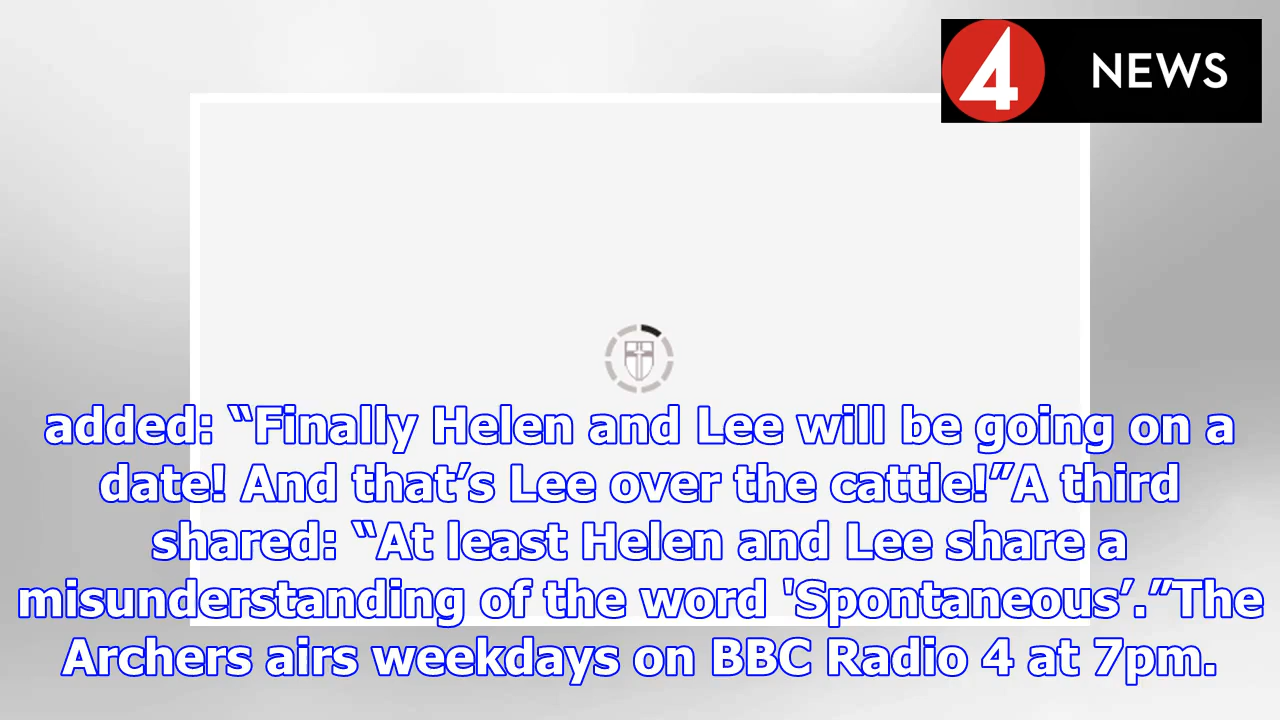 4 NEWS
added: “Finally Helen and Lee will be going on a
date! And that’s Lee over the cattle!”A third
shared: “At least Helen and Lee share a
misunderstanding of the word 'Spontaneous’.”The
Archers airs weekdays on BBC Radio 4 at 7pm.